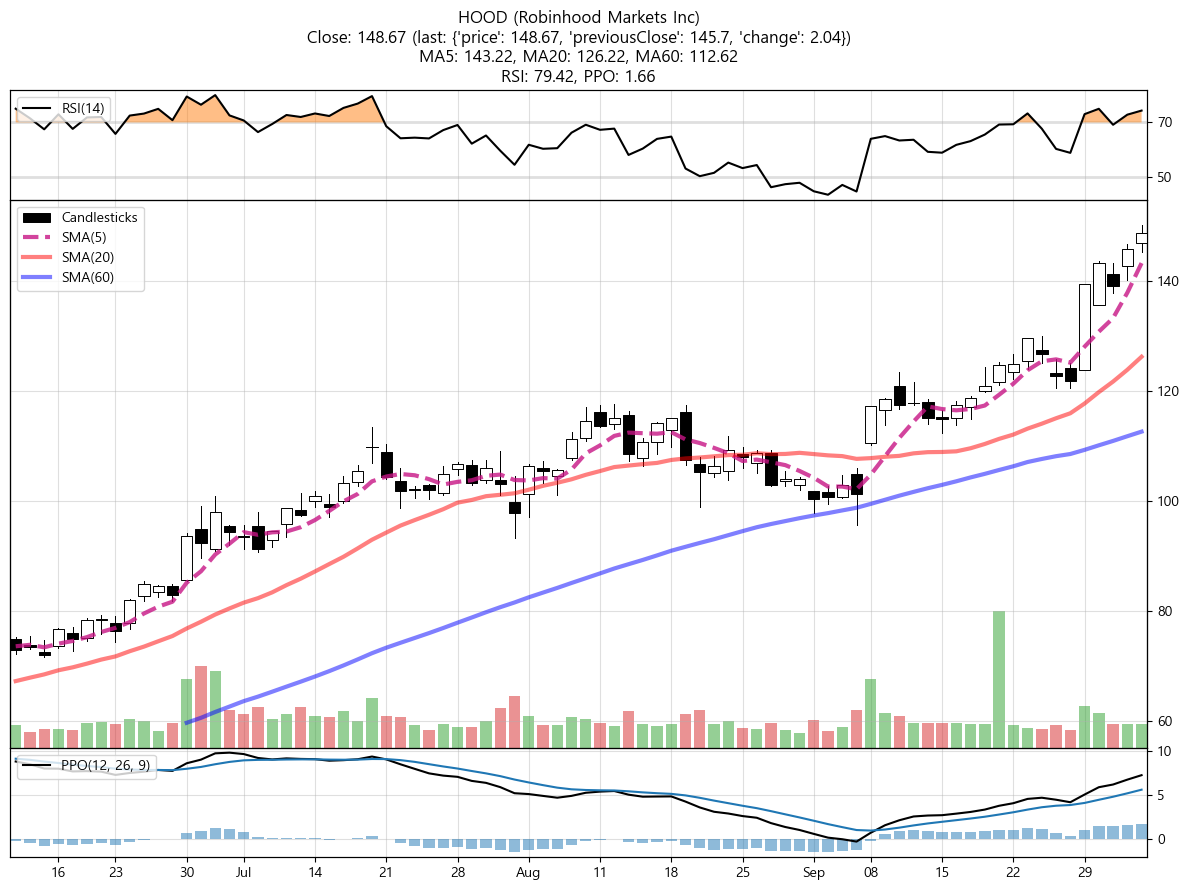 HOOD (Robinhood Markets Inc)
Close: 148.67 (last: {'price': 148.67, 'previousClose': 145.7, 'change': 2.04})
MA5: 143.22, MA20: 126.22, MA60: 112.62
RSI: 79.42, PPO: 1.66
RSI(14)
70
50
Candlesticks
SMA(5)
SMA(20)
SMA(60)
140
120
100
80
60
PPO(12, 26, 9)
10
5
0
16 23 30 Jul 14 21 28 Aug 11 18 25 Sep 08 15 22 29